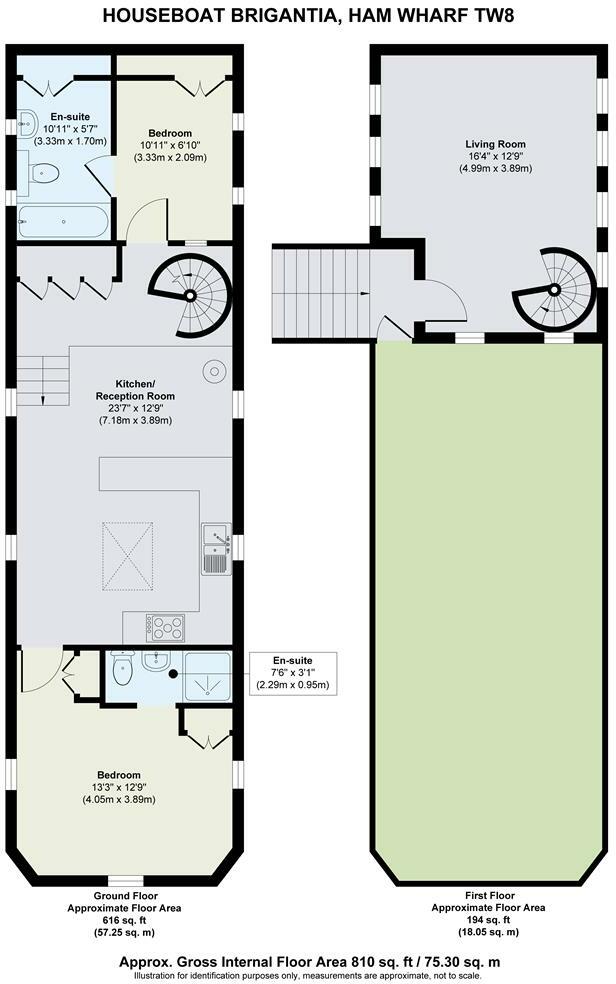 HOUSEBOAT BRIGANTIA, HAM WHARF TW8
En-suite
10'11" x 5'7"
(3.33m x 1.70m)
Bedroom
10'11" x 6'10"
(3.33m x 2.09m)
Kitchen/
Reception Room
23'7" x 12'9"
(7.18m x 3.89m)
En-suite
7'6" x 3'1"
(2.29m x 0.95m)
Bedroom
13'3" x 12'9"
(4.05m x 3.89m)
Ground Floor
Approximate Floor Area
616 sq. ft
(57.25 sq. m)
Living Room
16'4" x 12'9"
(4.99m x 3.89m)
First Floor
Approximate Floor Area
194 sq. ft
(18.05 sq. m)
Approx. Gross Internal Floor Area 810 sq. ft / 75.30 sq. m
Illustration for identification purposes only, measurements are approximate, not to scale.